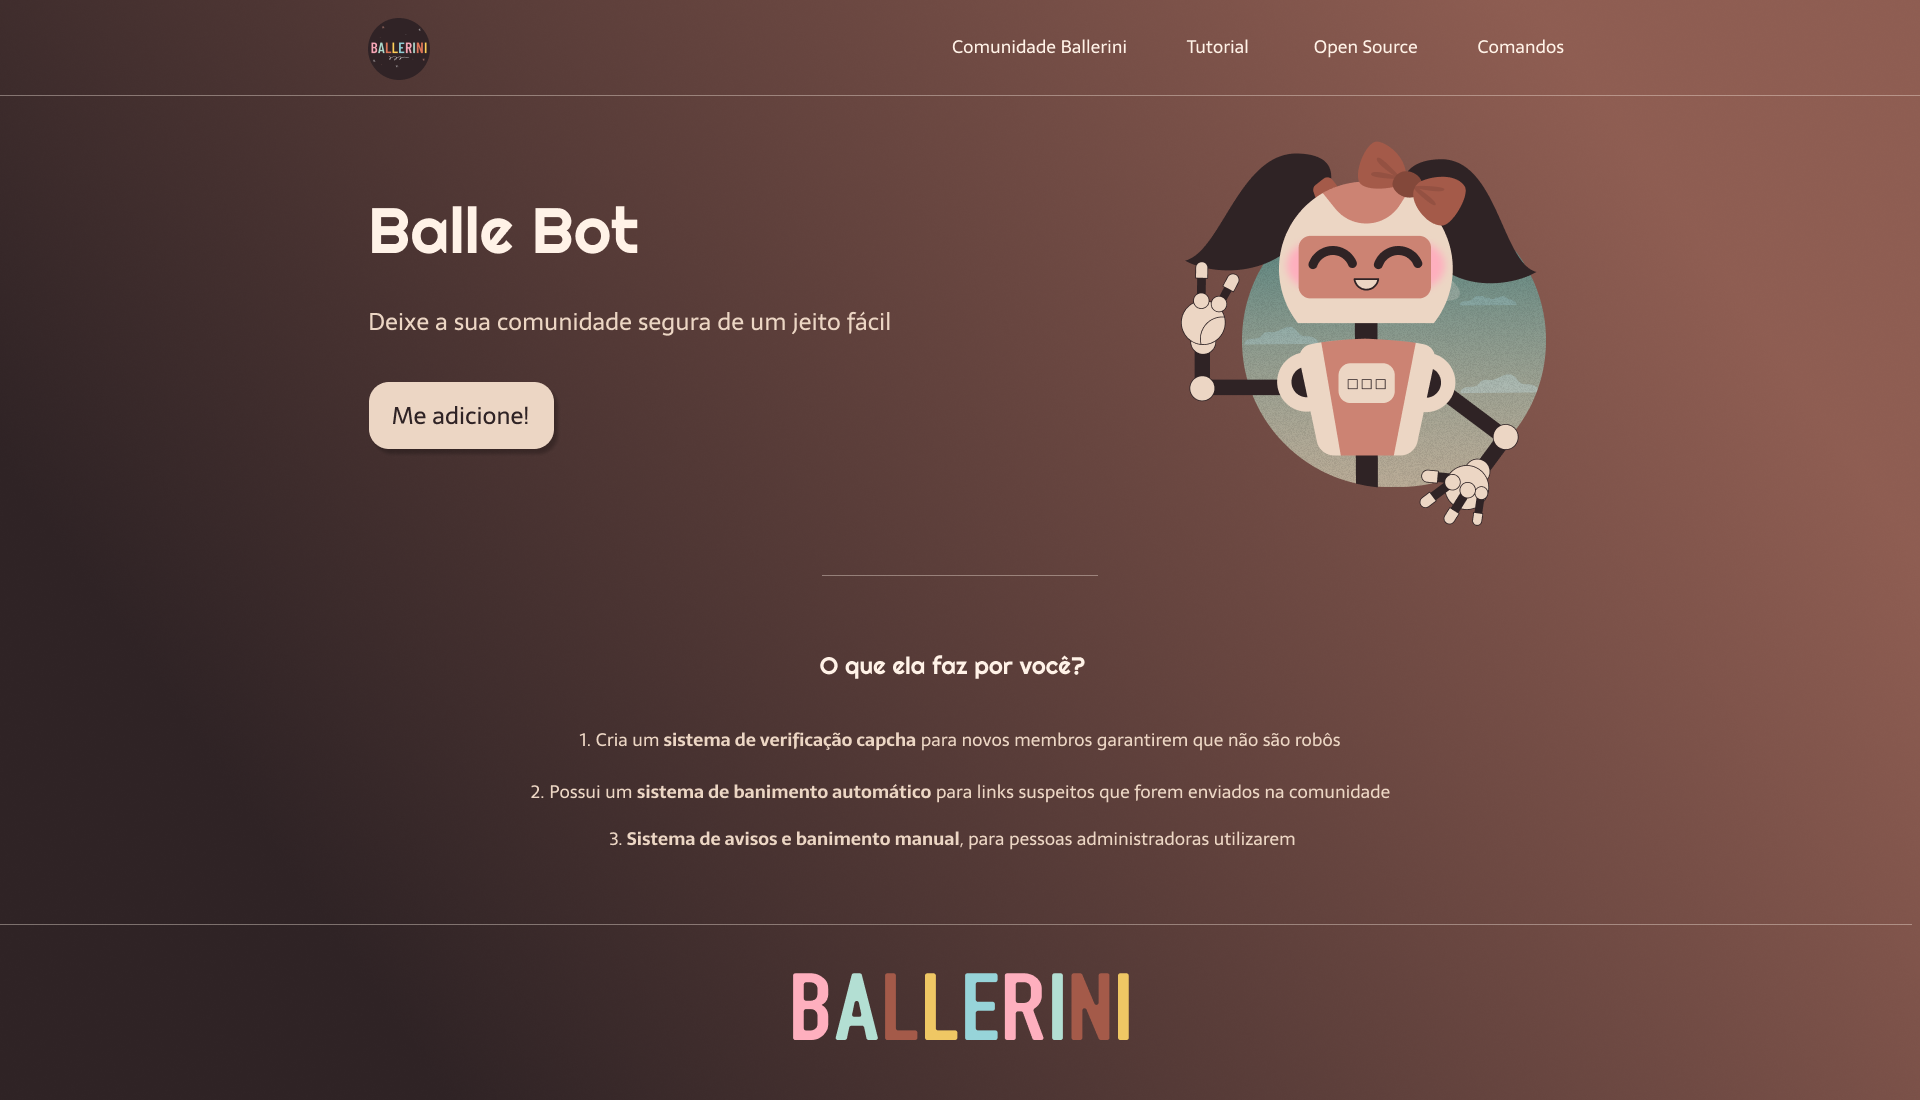 BALLERINI
Comunidade Ballerini
Tutorial
Open Source
Comandos
Balle Bot
Deixe a sua comunidade segura de um jeito fácil
Me adicione!
O que ela faz por você?
1. Cria um sistema de verificação capcha para novos membros garantirem que não são robôs
2. Possui um sistema de banimento automático para links suspeitos que forem enviados na comunidade
3. Sistema de avisos e banimento manual, para pessoas administradoras utilizarem
BALLERINI